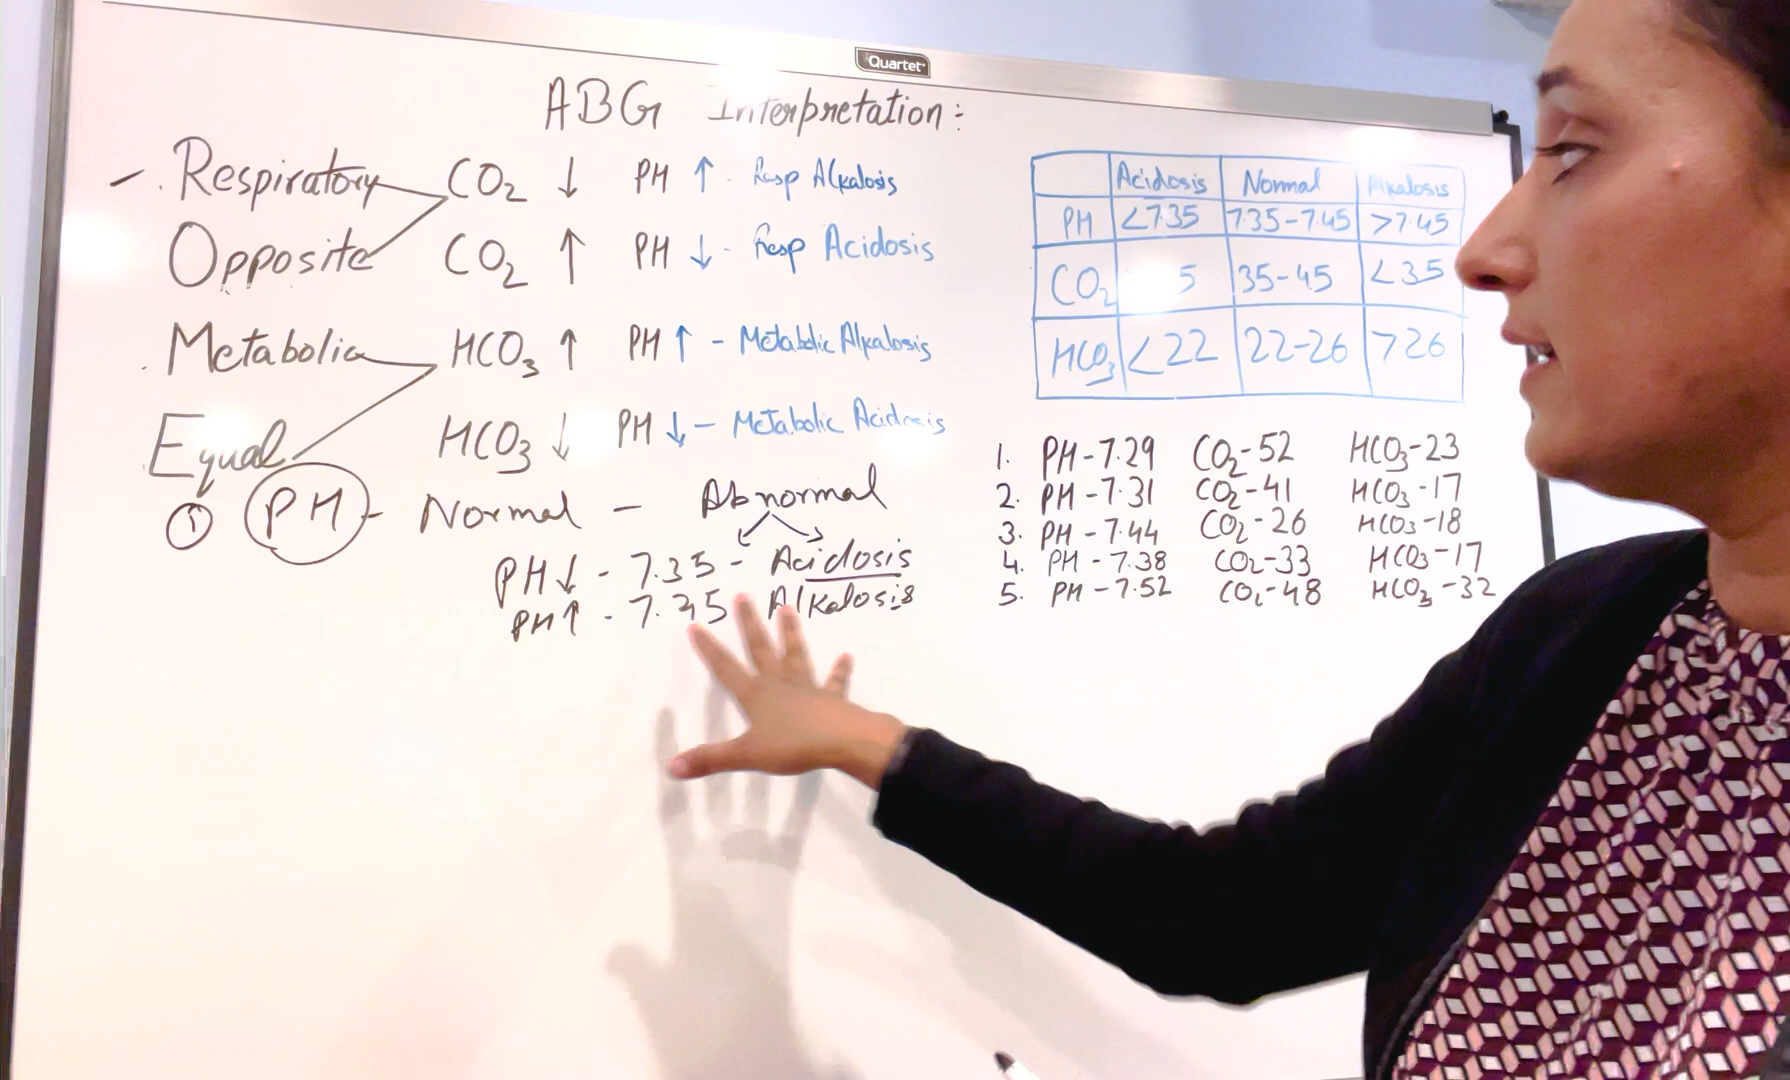 Quartet
ABG Interpretation:
- . Respiratory CO₂ ↓ PH ↑ - Resp Alkalosis
Opposite CO₂ ↑ PH ↓ - Resp Acidosis
. Metabolic HCO₃ ↑ PH ↑ - Metabolic Alkalosis
Equal HCO₃ ↓ PH ↓ - Metabolic Acidosis
① PH - Normal - Abnormal
PH↓ - 7.35 - Acidosis
PH↑ - 7.45 Alkalosis
Acidosis Normal Alkalosis
PH <7.35 7.35-7.45 >7.45
CO₂ 5 35-45 <35
HCO₃ <22 22-26 >26
1. PH-7.29 CO₂-52 HCO₃-23
2. PH-7.31 CO₂-41 HCO₃-17
3. PH-7.44 CO₂-26 HCO₃-18
4. PH-7.38 CO₂-33 HCO₃-17
5. PH-7.52 CO₂-48 HCO₃-32